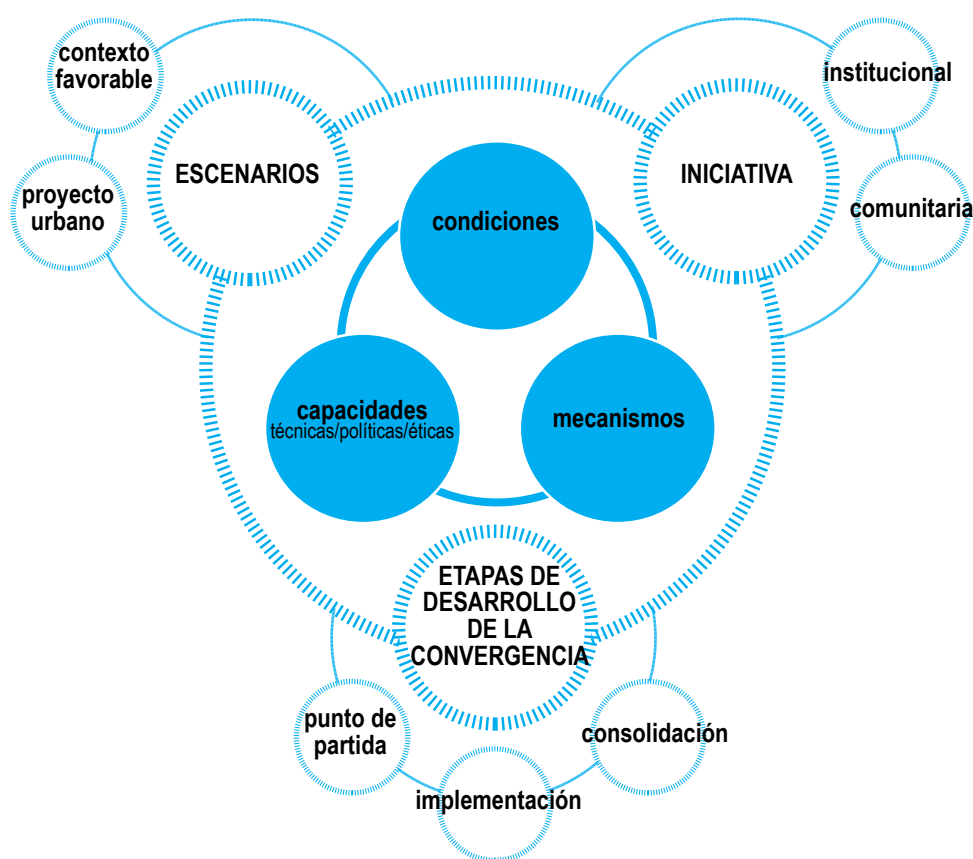 contexto
favorable
ESCENARIOS
proyecto
urbano
institucional
INICIATIVA
comunitaria
condiciones
capacidades
técnicas/políticas/éticas
mecanismos
ETAPAS DE
DESARROLLO
DE LA
CONVERGENCIA
punto de
partida
implementación
consolidación